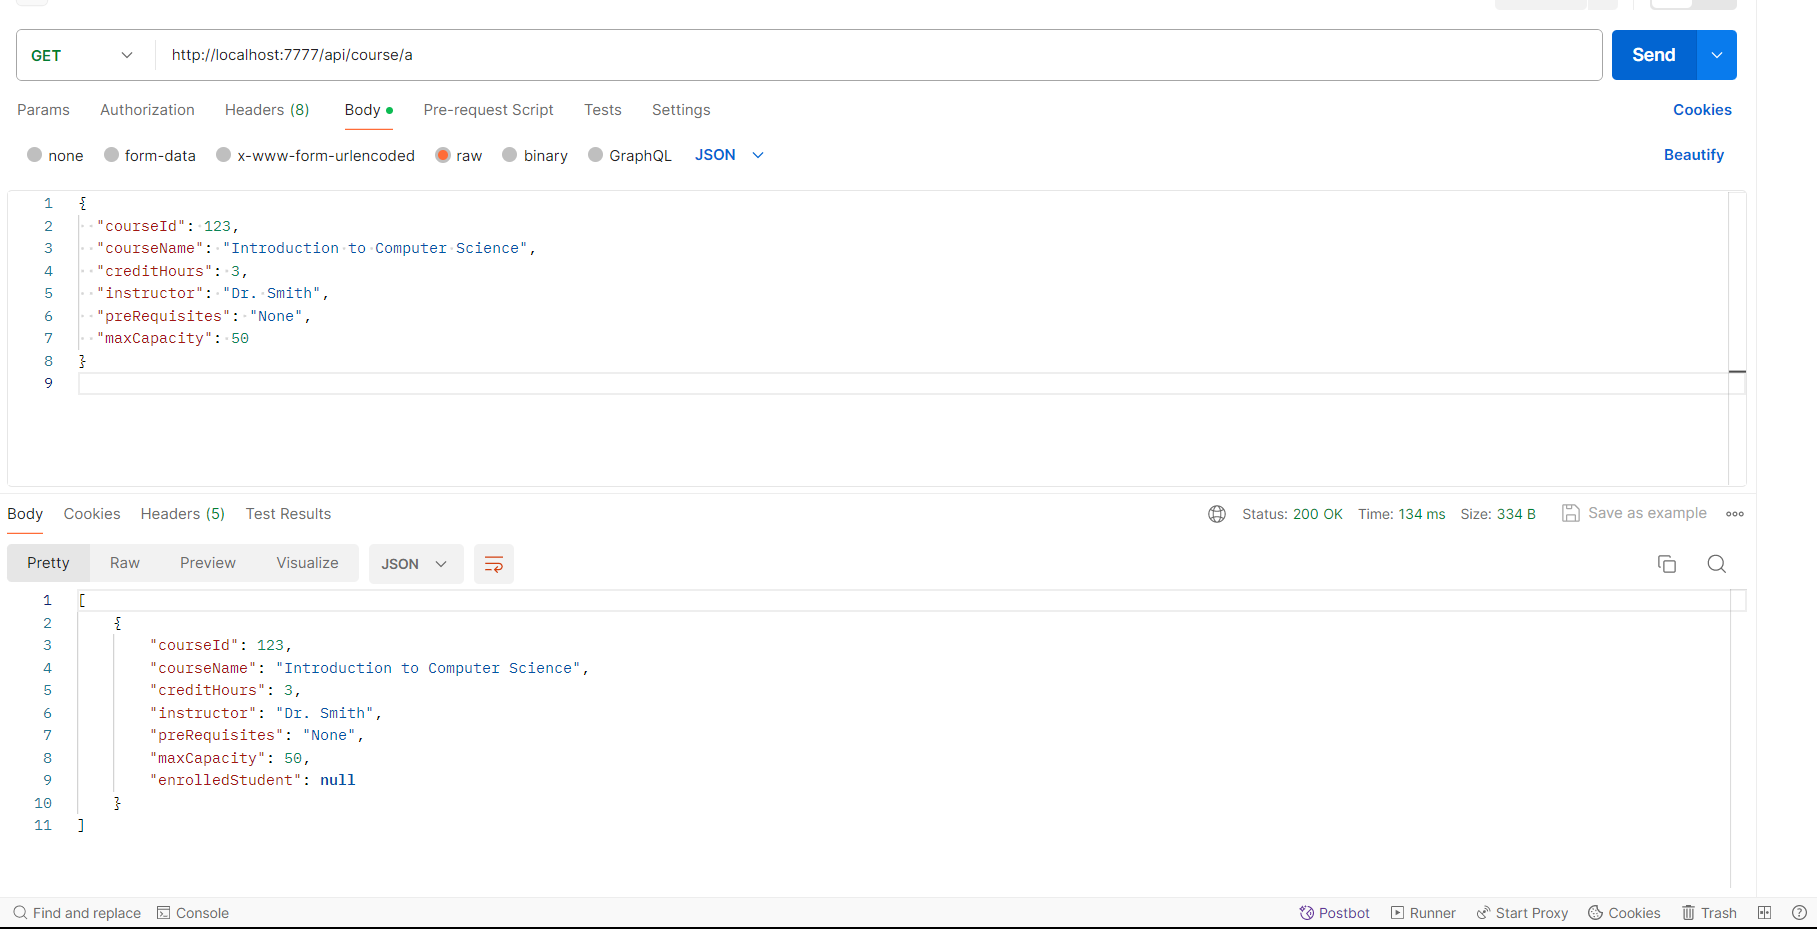 GET http://localhost:7777/api/course/a Send
Params Authorization Headers (8) Body Pre-request Script Tests Settings Cookies
none form-data x-www-form-urlencoded raw binary GraphQL JSON Beautify
1 {
2 "courseId": 123,
3 "courseName": "Introduction to Computer Science",
4 "creditHours": 3,
5 "instructor": "Dr. Smith",
6 "preRequisites": "None",
7 "maxCapacity": 50
8 }
9
Body Cookies Headers (5) Test Results Status: 200 OK Time: 134 ms Size: 334 B Save as example
Pretty Raw Preview Visualize JSON
1 [
2 {
3 "courseId": 123,
4 "courseName": "Introduction to Computer Science",
5 "creditHours": 3,
6 "instructor": "Dr. Smith",
7 "preRequisites": "None",
8 "maxCapacity": 50,
9 "enrolledStudent": null
10 }
11 ]
Find and replace Console Postbot Runner Start Proxy Cookies Trash